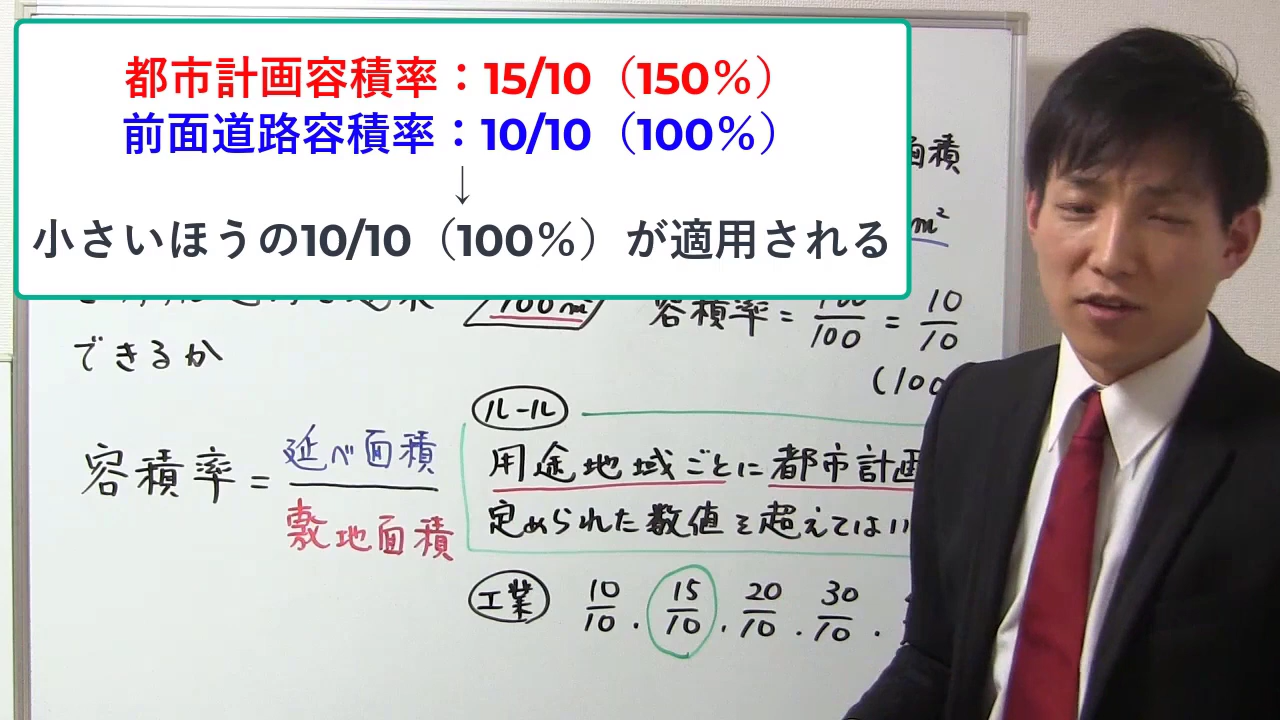 都市計画容積率：15/10（150％）
前面道路容積率：10/10（100％）
↓
小さいほうの10/10（100％）が適用される
面積
m²
できるか
100m²
容積率 = 100/100 = 10/10
(100
容積率 = 延べ面積/敷地面積
ルール
用途地域ごとに都市計画
定められた数値を超えてはい
工業 10/10 . 15/10 . 20/10 . 30/10 .